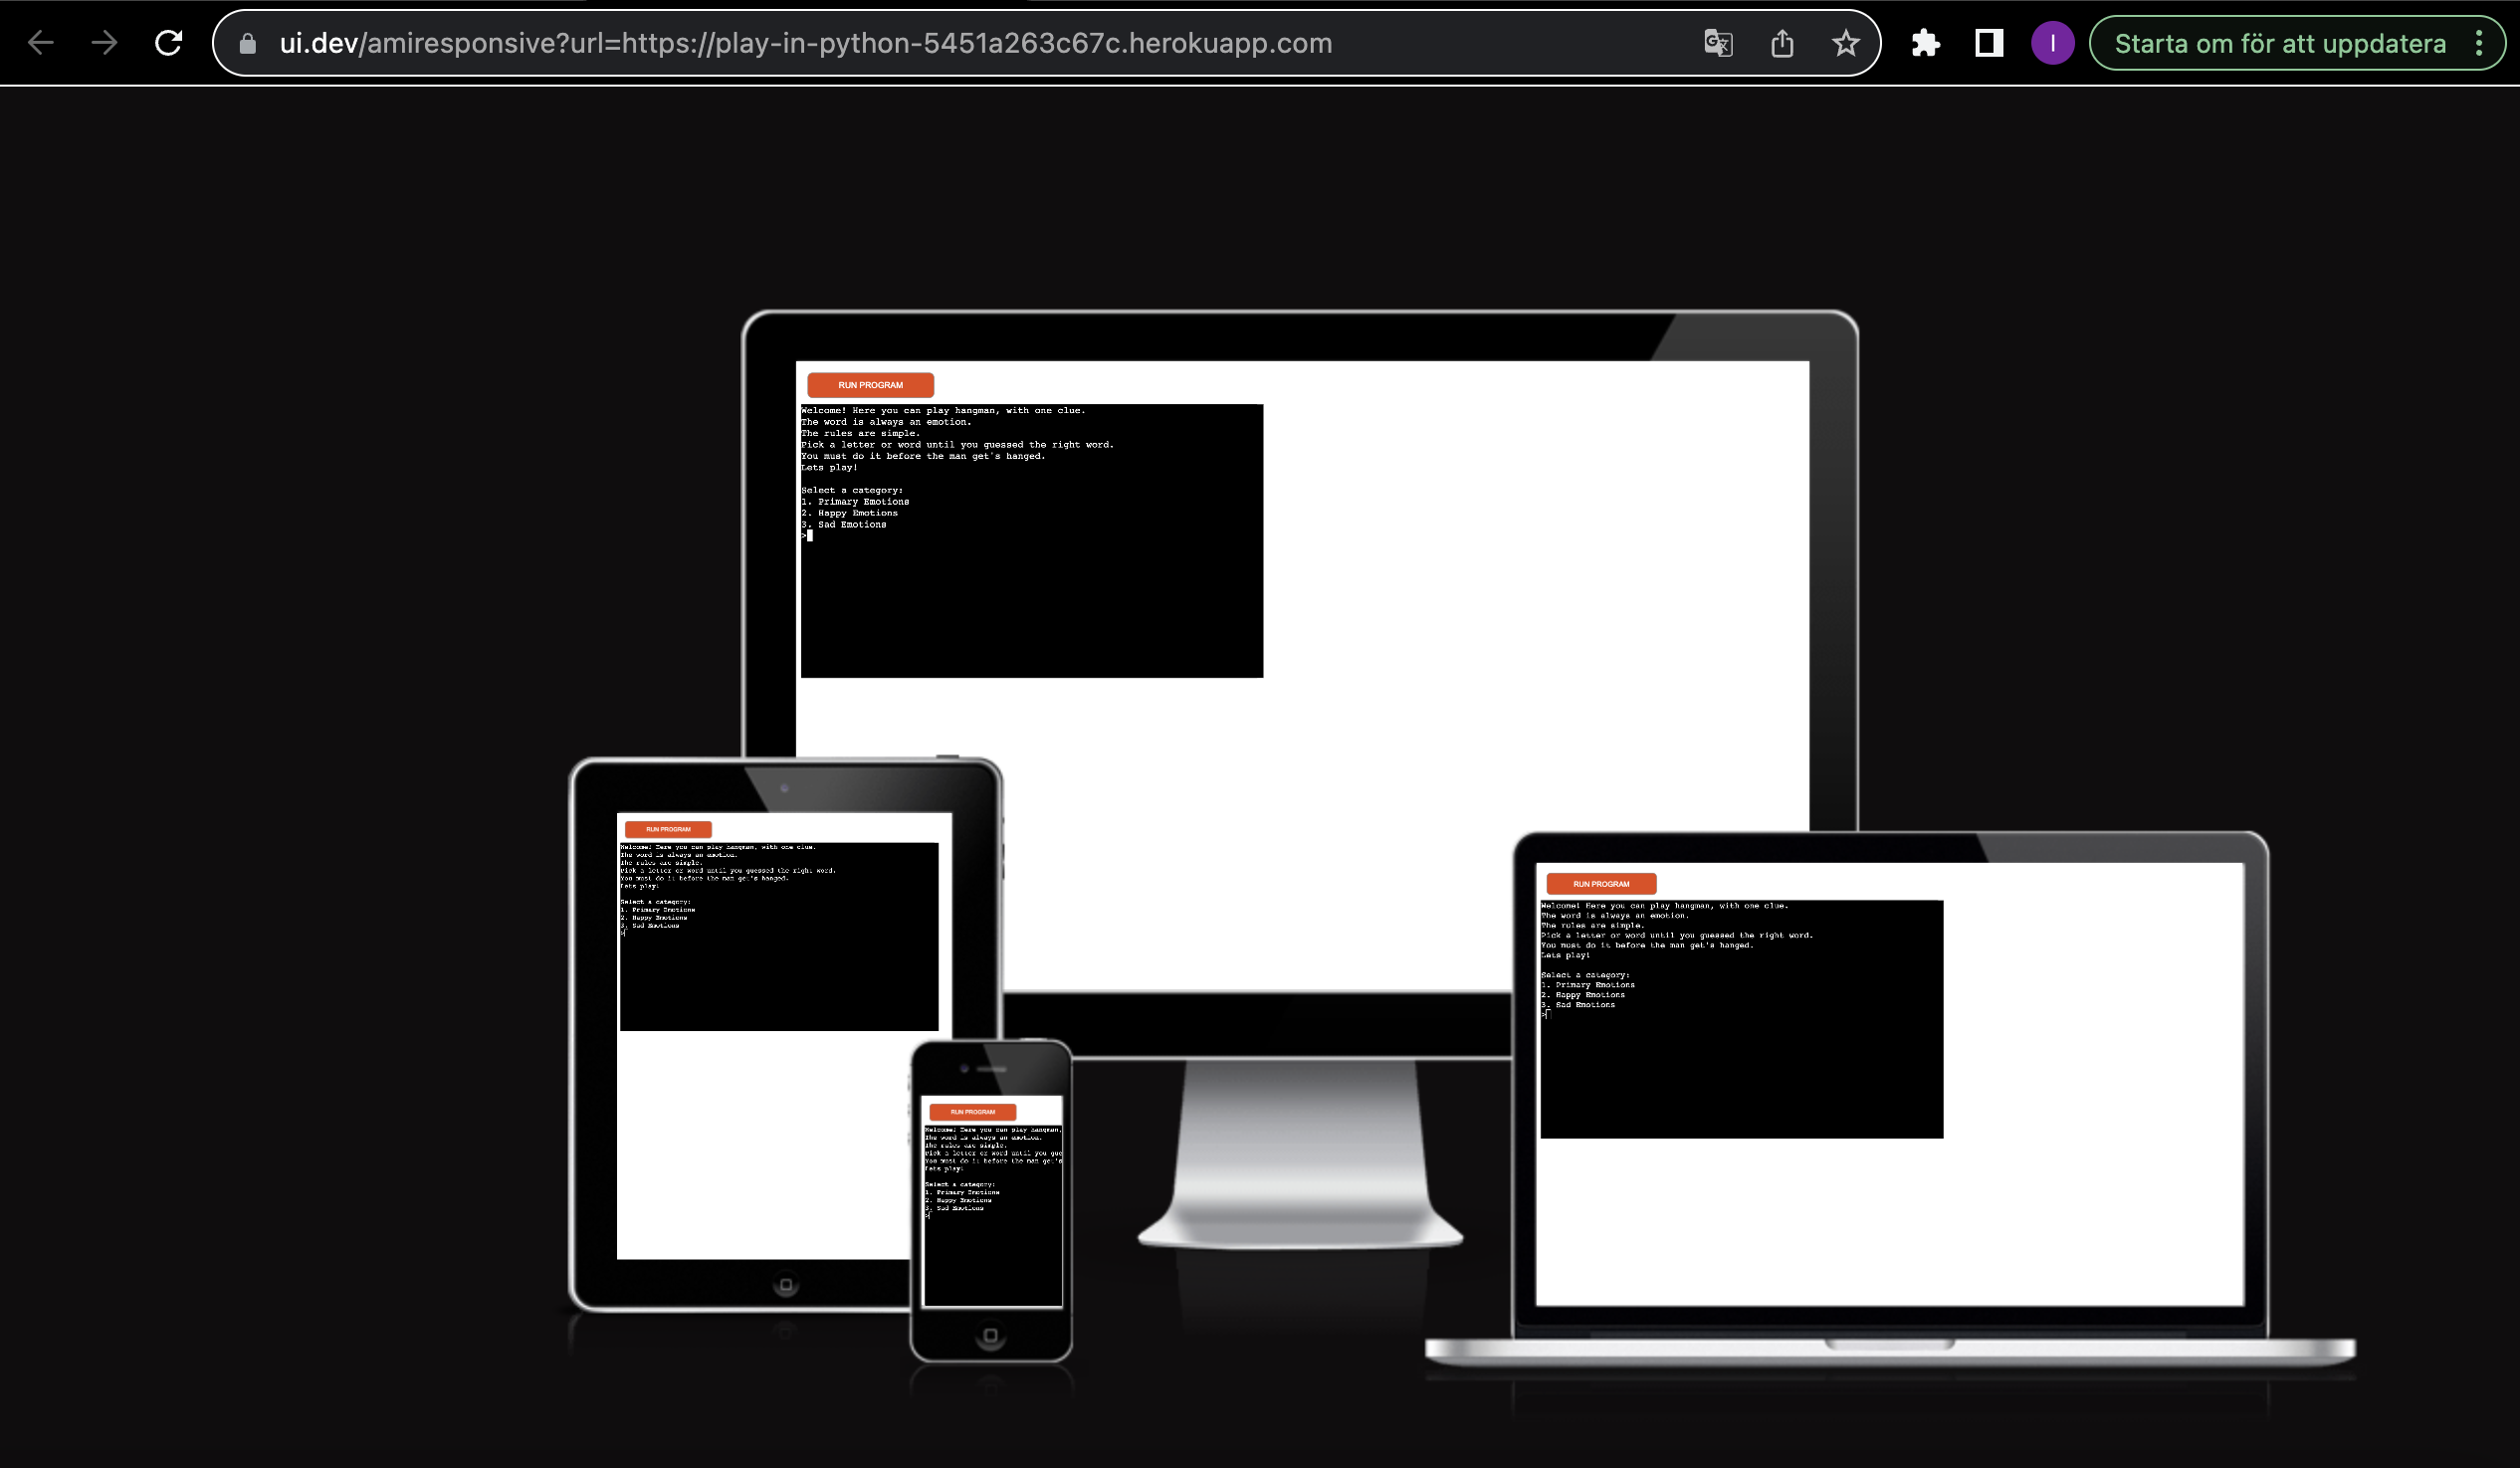 ui.dev/amiresponsive?url=https://play-in-python-5451a263c67c.herokuapp.com
I
Starta om för att uppdatera
RUN PROGRAM
Welcome! Here you can play hangman, with one clue.
The word is always an emotion.
The rules are simple.
Pick a letter or word until you guessed the right word.
You must do it before the man get's hanged.
Lets play!
Select a category:
1. Primary Emotions
2. Happy Emotions
3. Sad Emotions
>
RUN PROGRAM
Welcome! Here you can play hangman, with one clue.
The word is always an emotion.
The rules are simple.
Pick a letter or word until you guessed the right word.
You must do it before the man get's hanged.
Lets play!
Select a category:
1. Primary Emotions
2. Happy Emotions
3. Sad Emotions
>
RUN PROGRAM
Welcome! Here you can play hangman,
The word is always an emotion.
The rules are simple.
Pick a letter or word until you gue
You must do it before the man get's
Lets play!
Select a category:
1. Primary Emotions
2. Happy Emotions
3. Sad Emotions
>
RUN PROGRAM
Welcome! Here you can play hangman, with one clue.
The word is always an emotion.
The rules are simple.
Pick a letter or word until you guessed the right word.
You must do it before the man get's hanged.
Lets play!
Select a category:
1. Primary Emotions
2. Happy Emotions
3. Sad Emotions
>